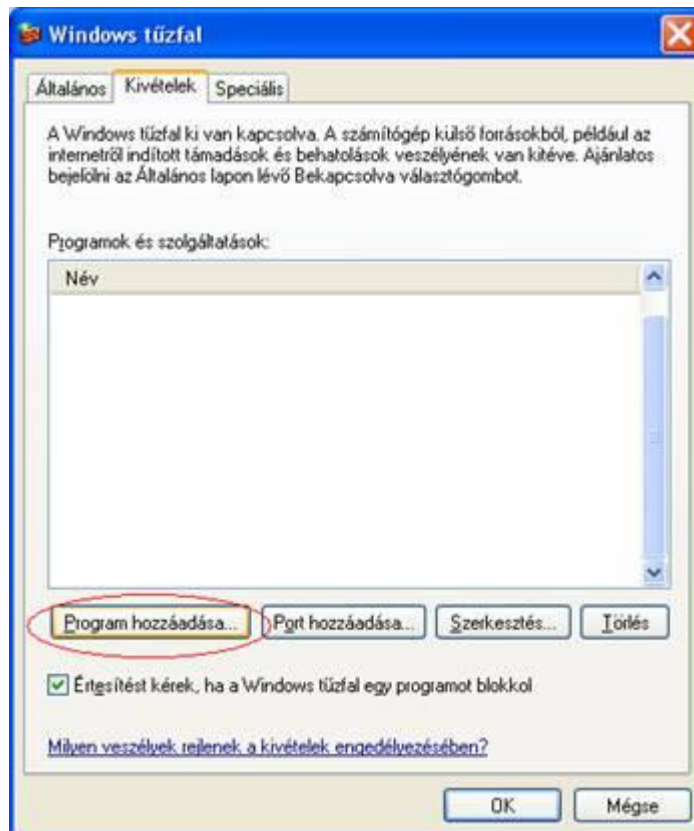 Windows tűzfal
Általános Kivételek Speciális
A Windows tűzfal ki van kapcsolva. A számítógép külső forrásokból, például az
internetről indított támadások és behatolások veszélyének van kitéve. Ajánlatos
bejelölni az Általános lapon lévő Bekapcsolva választógombot.
Programok és szolgáltatások:
Név
Program hozzáadása... Port hozzáadása... Szerkesztés... Törlés
Értesítést kérek, ha a Windows tűzfal egy programot blokkol
Milyen veszélyek rejlenek a kivételek engedélyezésében?
OK Mégse